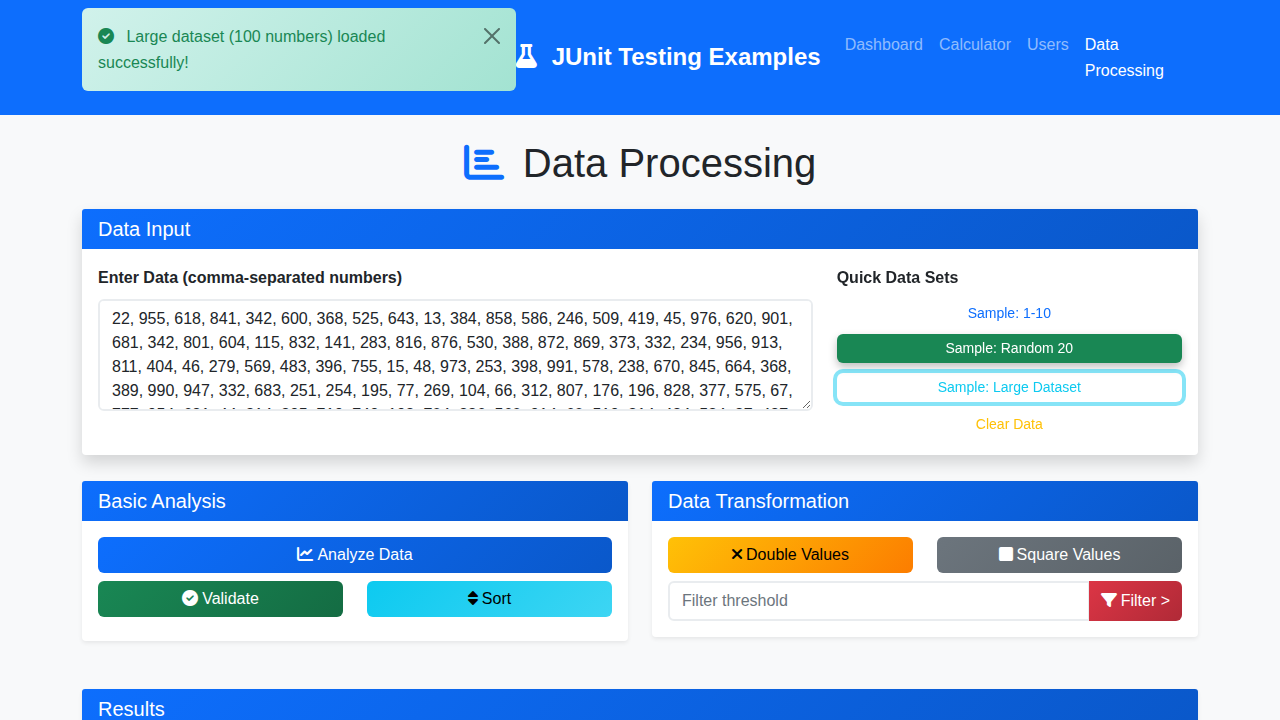 Large dataset (100 numbers) loaded
successfully!
JUnit Testing Examples
Dashboard
Calculator
Users
Data
Processing
Data Processing
Data Input
Enter Data (comma-separated numbers)
22, 955, 618, 841, 342, 600, 368, 525, 643, 13, 384, 858, 586, 246, 509, 419, 45, 976, 620, 901,
681, 342, 801, 604, 115, 832, 141, 283, 816, 876, 530, 388, 872, 869, 373, 332, 234, 956, 913,
811, 404, 46, 279, 569, 483, 396, 755, 15, 48, 973, 253, 398, 991, 578, 238, 670, 845, 664, 368,
389, 990, 947, 332, 683, 251, 254, 195, 77, 269, 104, 66, 312, 807, 176, 196, 828, 377, 575, 67,
Quick Data Sets
Sample: 1-10
Sample: Random 20
Sample: Large Dataset
Clear Data
Basic Analysis
Analyze Data
Validate
Sort
Data Transformation
Double Values
Square Values
Filter threshold
Filter >
Results